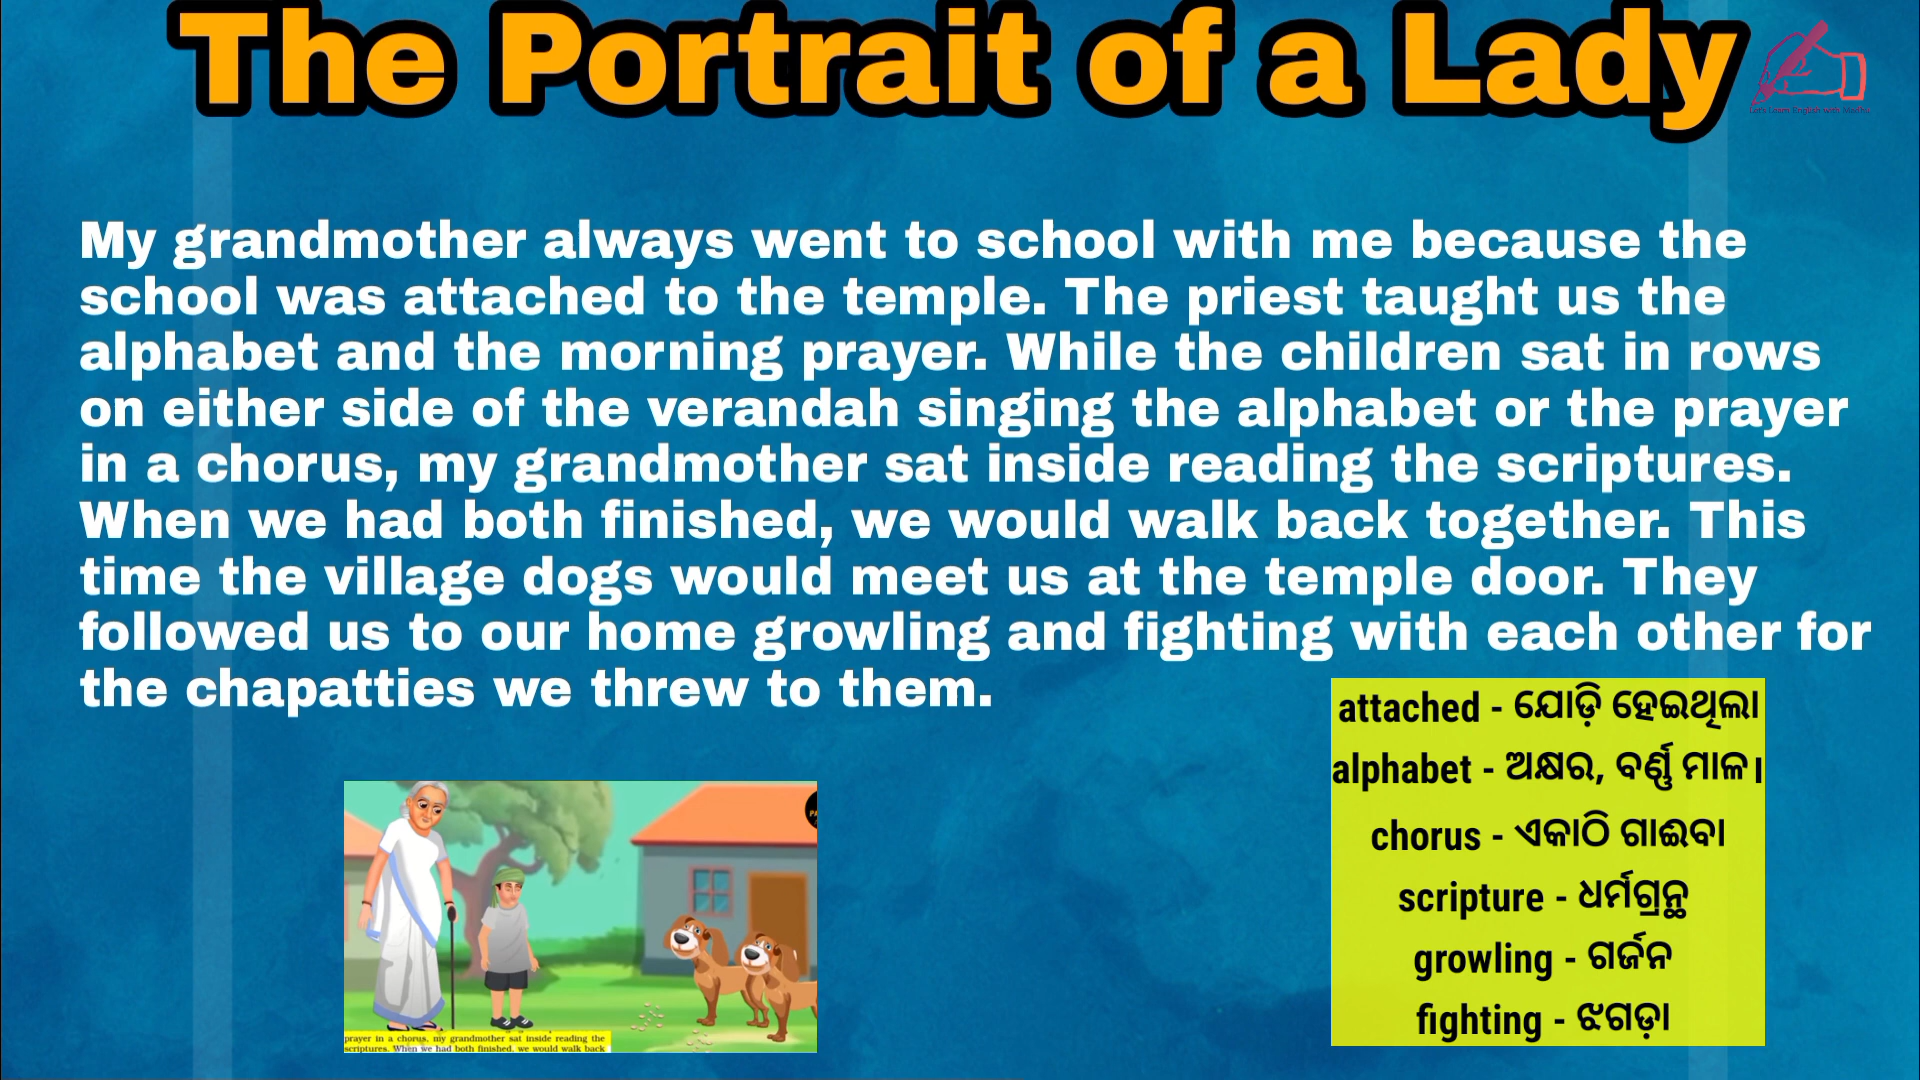 The Portrait of a Lady
Let's Learn English with Madhu
My grandmother always went to school with me because the
school was attached to the temple. The priest taught us the
alphabet and the morning prayer. While the children sat in rows
on either side of the verandah singing the alphabet or the prayer
in a chorus, my grandmother sat inside reading the scriptures.
When we had both finished, we would walk back together. This
time the village dogs would meet us at the temple door. They
followed us to our home growling and fighting with each other for
the chapatties we threw to them.
attached - ଯୋଡ଼ି ହେଇଥିଲା
alphabet - ଅକ୍ଷର, ବର୍ଣ୍ଣ ମାଳ।
chorus - ଏକାଠି ଗାଈବା
scripture - ଧର୍ମଗ୍ରନ୍ଥ
growling - ଗର୍ଜନ
fighting - ଝଗଡ଼ା
PA
prayer in a chorus, my grandmother sat inside reading the
scriptures. When we had both finished, we would walk back